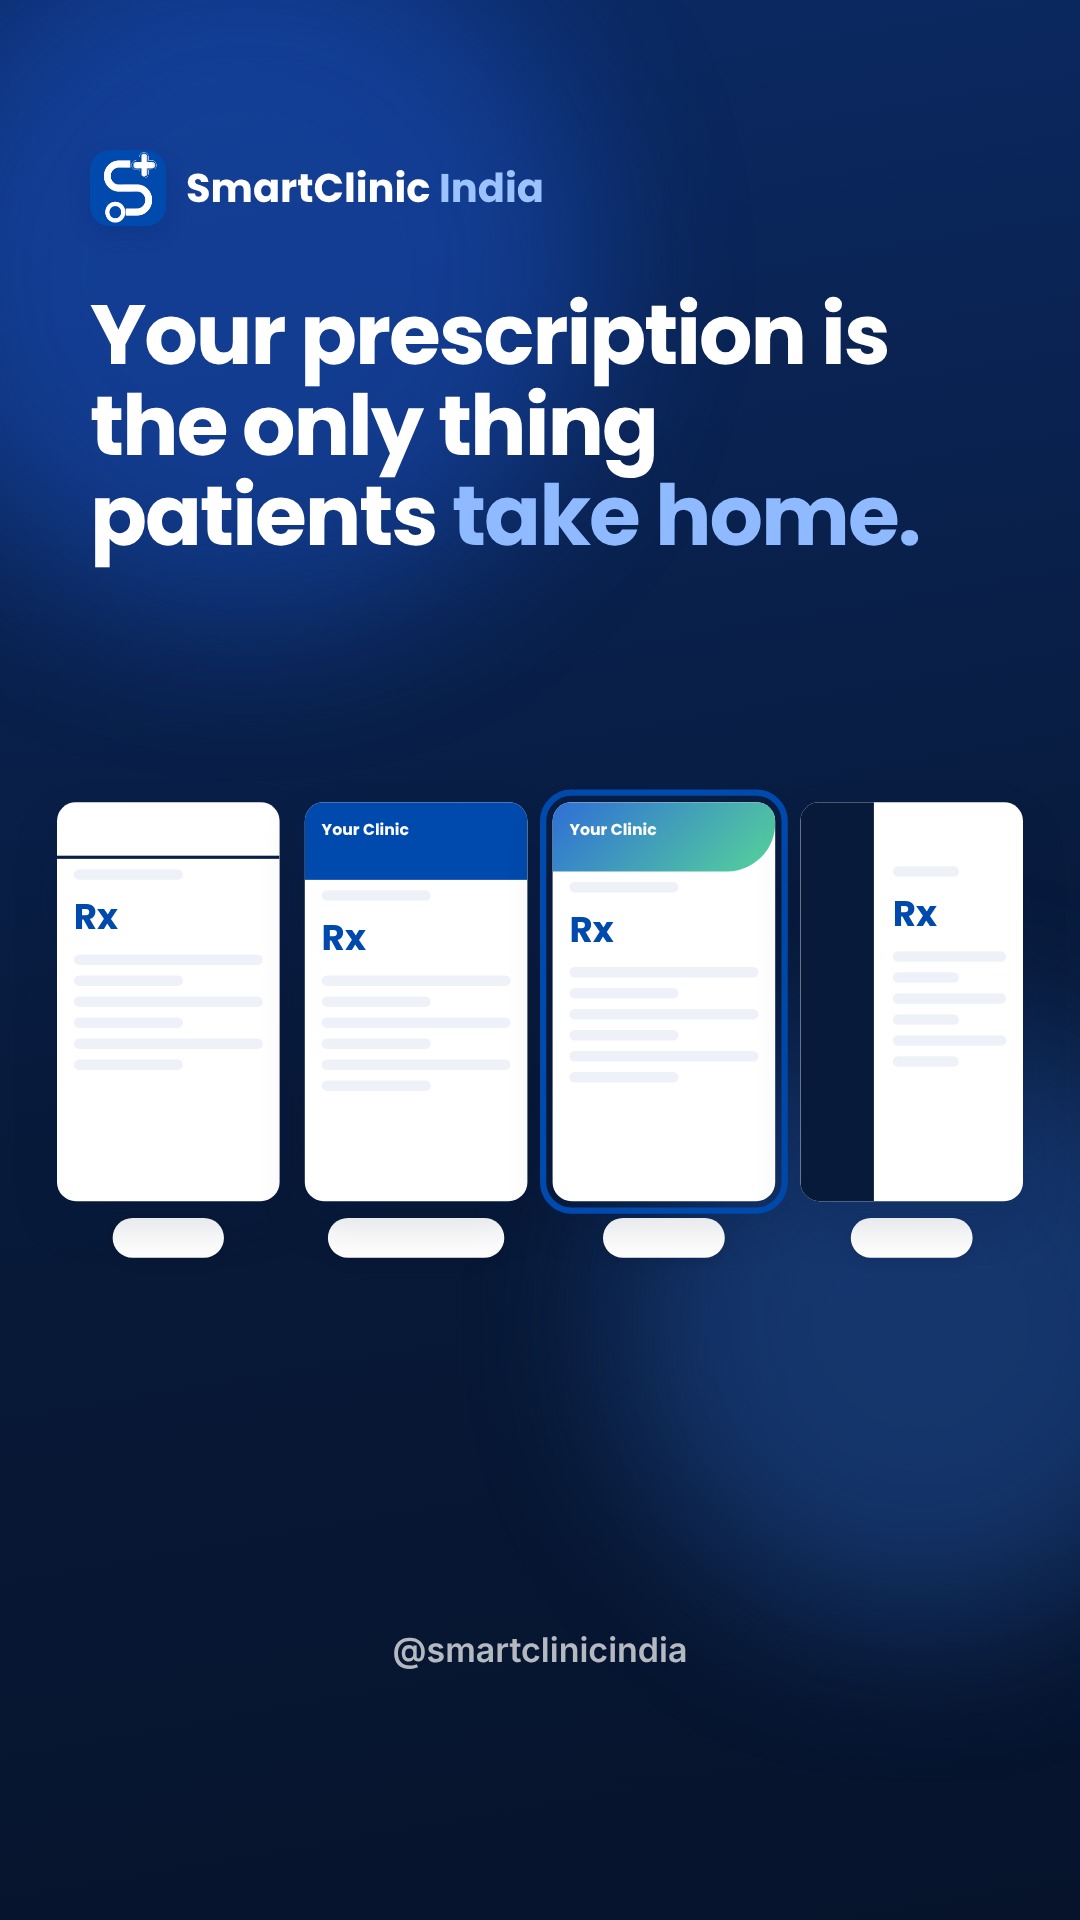 SmartClinic India
Your prescription is
the only thing
patients take home.
Rx
Your Clinic
Rx
Your Clinic
Rx
Rx
@smartclinicindia